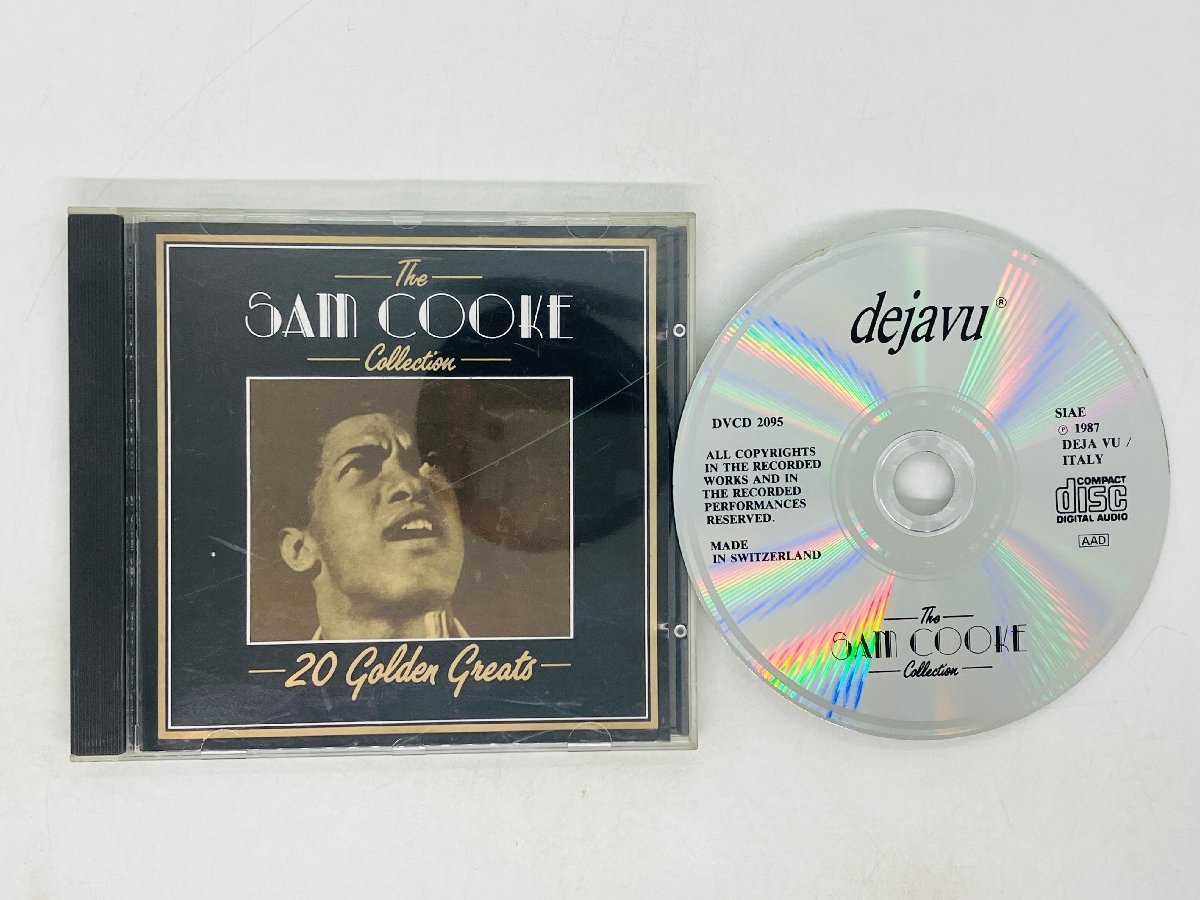 The
SAM COOKE
Collection
20 Golden Greats
dejavu®
DVCD 2095
ALL COPYRIGHTS
IN THE RECORDED
WORKS AND IN
THE RECORDED
PERFORMANCES
RESERVED.
MADE
IN SWITZERLAND
SIAE
℗ 1987
DEJA VU /
ITALY
COMPACT
disc
DIGITAL AUDIO
AAD
The
SAM COOKE
Collection